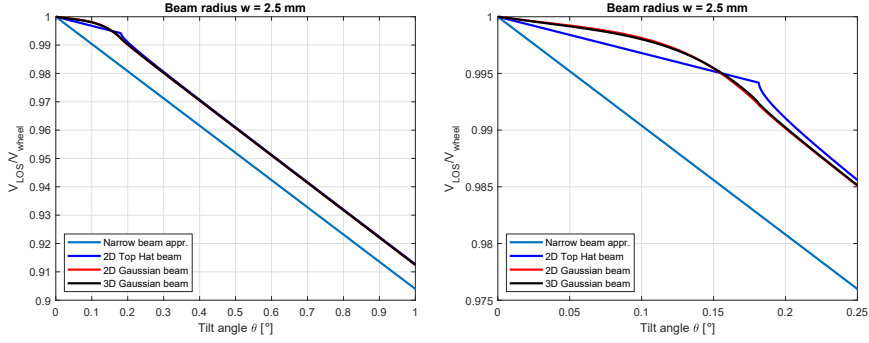 Beam radius w = 2.5 mm
V_LOS/V_wheel
1
0.99
0.98
0.97
0.96
0.95
0.94
0.93
0.92
0.91
0.9
Narrow beam appr.
2D Top Hat beam
2D Gaussian beam
3D Gaussian beam
0 0.1 0.2 0.3 0.4 0.5 0.6 0.7 0.8 0.9 1
Tilt angle θ [°]
Beam radius w = 2.5 mm
V_LOS/V_wheel
1
0.995
0.99
0.985
0.98
0.975
Narrow beam appr.
2D Top Hat beam
2D Gaussian beam
3D Gaussian beam
0 0.05 0.1 0.15 0.2 0.25
Tilt angle θ [°]